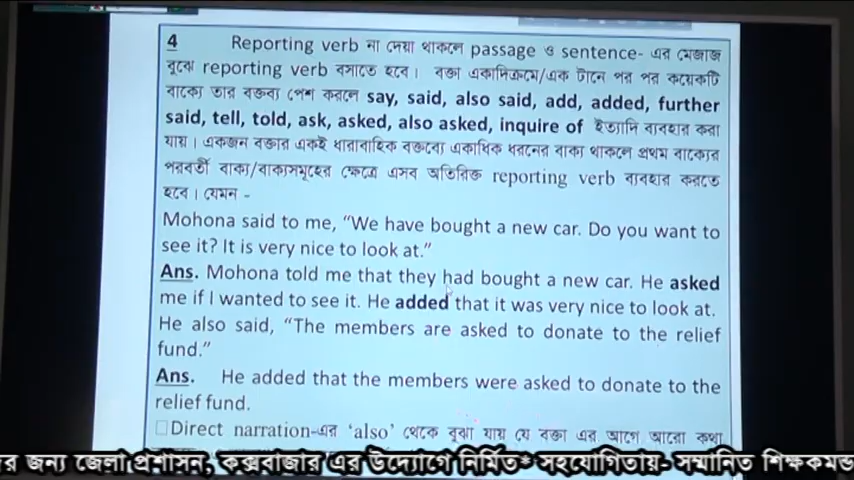 4 Reporting verb না দেয়া থাকলে passage ও sentence- এর মেজাজ
বুঝে reporting verb বসাতে হবে। বক্তা একাদিক্রমে/এক টানে পর পর কয়েকটি
বাক্যে তার বক্তব্য পেশ করলে say, said, also said, add, added, further
said, tell, told, ask, asked, also asked, inquire of ইত্যাদি ব্যবহার করা
যায়। একজন বক্তার একই ধারাবাহিক বক্তব্যে একাধিক ধরনের বাক্য থাকলে প্রথম বাক্যের
পরবর্তী বাক্য/বাক্যসমূহের ক্ষেত্রে এসব অতিরিক্ত reporting verb ব্যবহার করতে
হবে। যেমন -
Mohona said to me, “We have bought a new car. Do you want to
see it? It is very nice to look at.”
Ans. Mohona told me that they had bought a new car. He asked
me if I wanted to see it. He added that it was very nice to look at.
He also said, “The members are asked to donate to the relief
fund.”
Ans. He added that the members were asked to donate to the
relief fund.
□Direct narration-এর ‘also’ থেকে বুঝা যায় যে বক্তা এর আগে আরো কথা
র জন্য জেলা প্রশাসন, কক্সবাজার এর উদ্যোগে নির্মিত* সহযোগিতায়- সম্মানিত শিক্ষকমন্ড